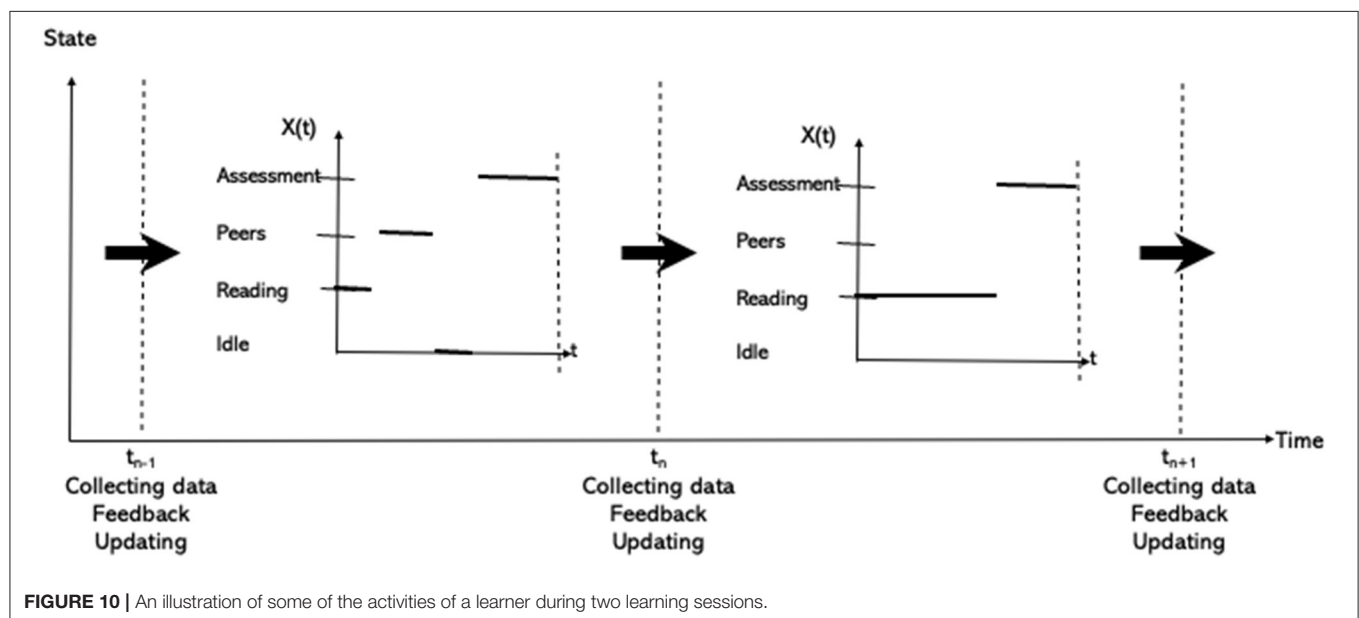 State
X(t)
Assessment
Peers
Reading
Idle
t
X(t)
Assessment
Peers
Reading
Idle
t
Time
tn-1
Collecting data
Feedback
Updating
tn
Collecting data
Feedback
Updating
tn+1
Collecting data
Feedback
Updating
FIGURE 10 | An illustration of some of the activities of a learner during two learning sessions.